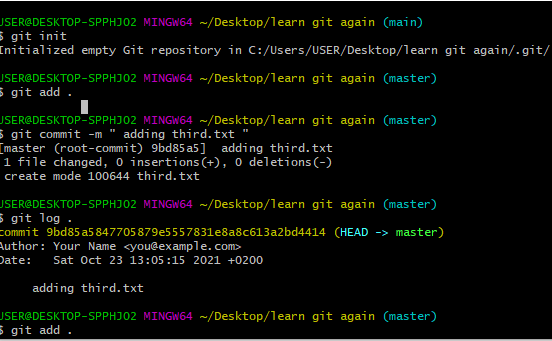 USER@DESKTOP-SPPHJO2 MINGW64 ~/Desktop/learn git again (main)
$ git init
Initialized empty Git repository in C:/Users/USER/Desktop/learn git again/.git/
USER@DESKTOP-SPPHJO2 MINGW64 ~/Desktop/learn git again (master)
$ git add .
USER@DESKTOP-SPPHJO2 MINGW64 ~/Desktop/learn git again (master)
$ git commit -m " adding third.txt "
[master (root-commit) 9bd85a5]  adding third.txt
 1 file changed, 0 insertions(+), 0 deletions(-)
 create mode 100644 third.txt
USER@DESKTOP-SPPHJO2 MINGW64 ~/Desktop/learn git again (master)
$ git log .
commit 9bd85a5847705879e5557831e8a8c613a2bd4414 (HEAD -> master)
Author: Your Name <you@example.com>
Date:   Sat Oct 23 13:05:15 2021 +0200
     adding third.txt
USER@DESKTOP-SPPHJO2 MINGW64 ~/Desktop/learn git again (master)
$ git add .